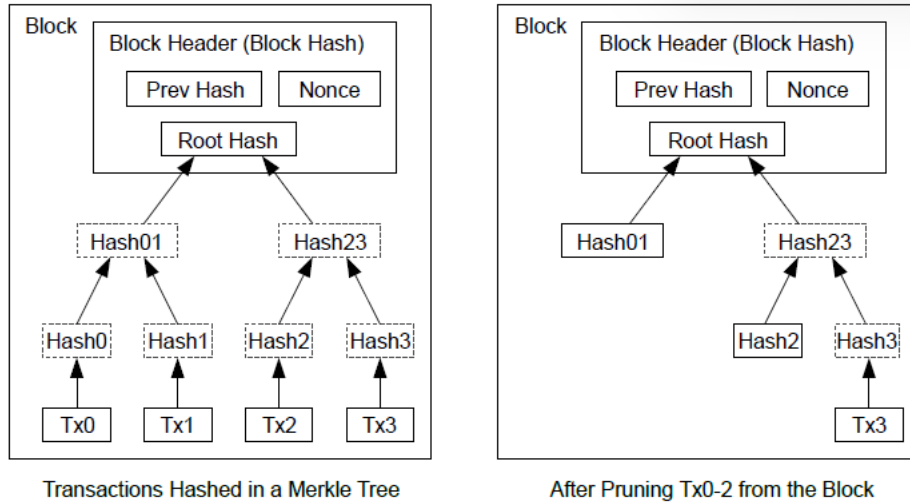 Block
Block Header (Block Hash)
Prev Hash
Nonce
Root Hash
Hash01
Hash23
Hash0
Hash1
Hash2
Hash3
Tx0
Tx1
Tx2
Tx3
Transactions Hashed in a Merkle Tree
Block
Block Header (Block Hash)
Prev Hash
Nonce
Root Hash
Hash01
Hash23
Hash2
Hash3
Tx3
After Pruning Tx0-2 from the Block